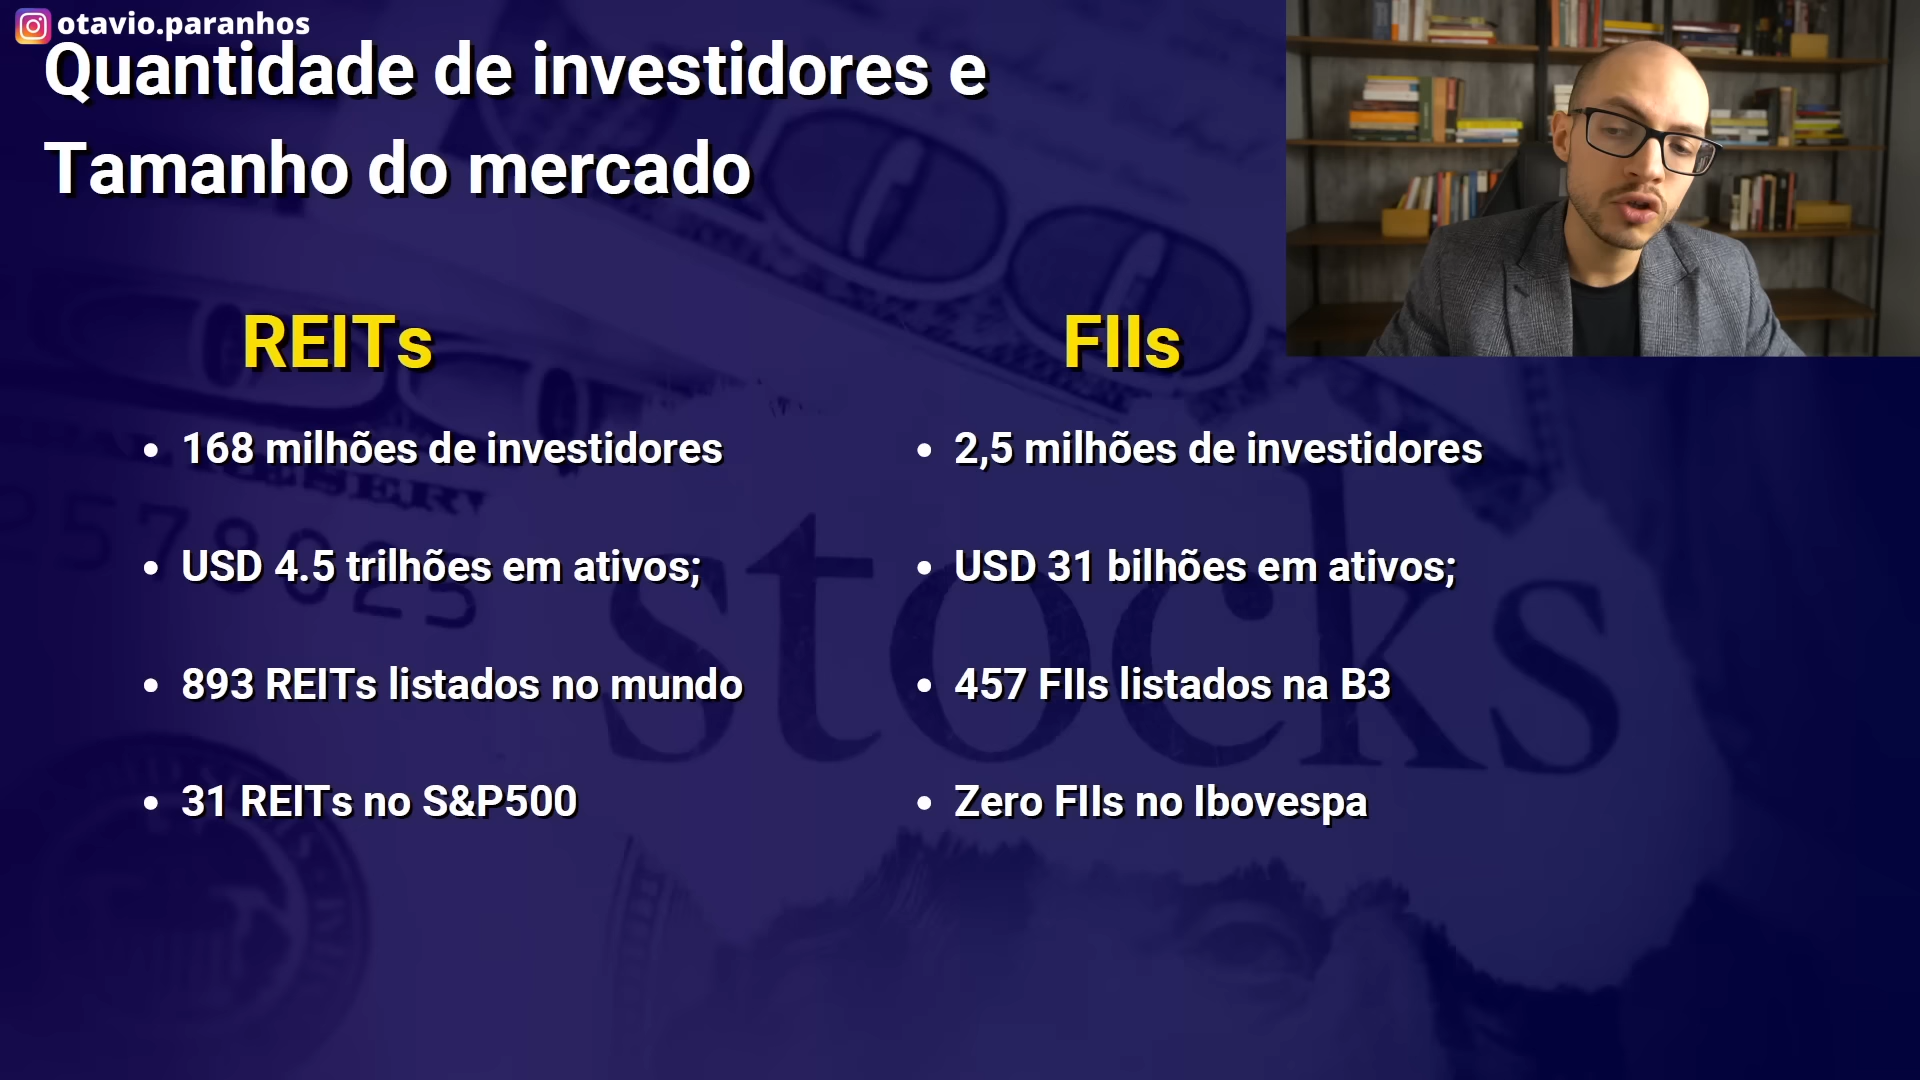 otavio.paranhos
Quantidade de investidores e
Tamanho do mercado
REITs
168 milhões de investidores
USD 4.5 trilhões em ativos;
893 REITs listados no mundo
31 REITs no S&P500
FIIs
2,5 milhões de investidores
USD 31 bilhões em ativos;
457 FIIs listados na B3
Zero FIIs no Ibovespa
stocks